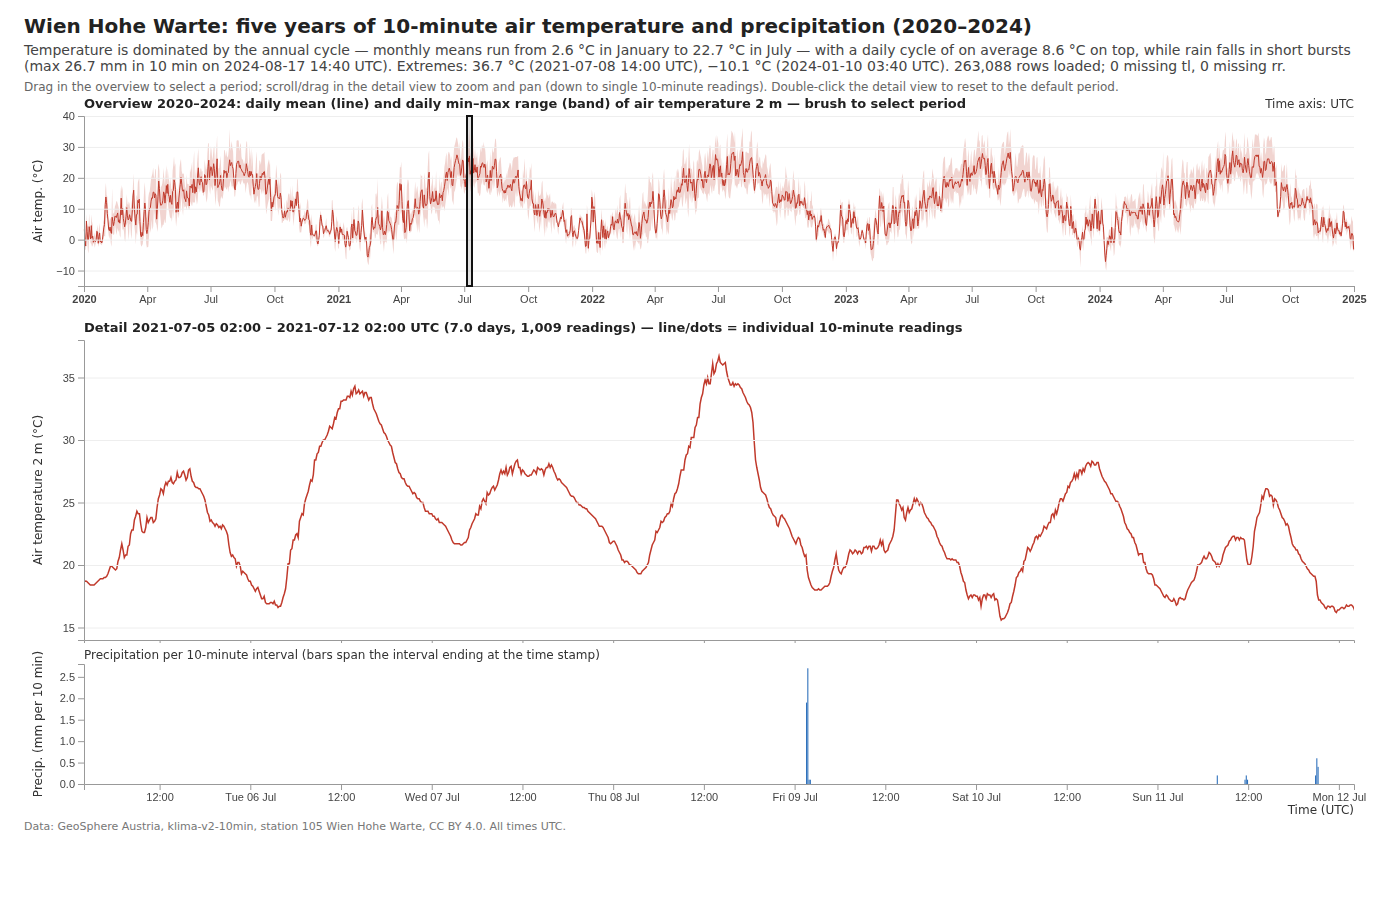 Wien Hohe Warte: five years of 10-minute air temperature and precipitation (2020–2024)
Temperature is dominated by the annual cycle — monthly means run from 2.6 °C in January to 22.7 °C in July — with a daily cycle of on average 8.6 °C on top, while rain falls in short bursts
(max 26.7 mm in 10 min on 2024-08-17 14:40 UTC). Extremes: 36.7 °C (2021-07-08 14:00 UTC), −10.1 °C (2024-01-10 03:40 UTC). 263,088 rows loaded; 0 missing tl, 0 missing rr.
Drag in the overview to select a period; scroll/drag in the detail view to zoom and pan (down to single 10-minute readings). Double-click the detail view to reset to the default period.
Overview 2020–2024: daily mean (line) and daily min–max range (band) of air temperature 2 m — brush to select period
Time axis: UTC
Air temp. (°C)
40
30
20
10
0
−10
2020 Apr Jul Oct 2021 Apr Jul Oct 2022 Apr Jul Oct 2023 Apr Jul Oct 2024 Apr Jul Oct 2025
Detail 2021-07-05 02:00 – 2021-07-12 02:00 UTC (7.0 days, 1,009 readings) — line/dots = individual 10-minute readings
Air temperature 2 m (°C)
35
30
25
20
15
Precipitation per 10-minute interval (bars span the interval ending at the time stamp)
Precip. (mm per 10 min)
2.5
2.0
1.5
1.0
0.5
0.0
12:00 Tue 06 Jul 12:00 Wed 07 Jul 12:00 Thu 08 Jul 12:00 Fri 09 Jul 12:00 Sat 10 Jul 12:00 Sun 11 Jul 12:00 Mon 12 Jul
Time (UTC)
Data: GeoSphere Austria, klima-v2-10min, station 105 Wien Hohe Warte, CC BY 4.0. All times UTC.